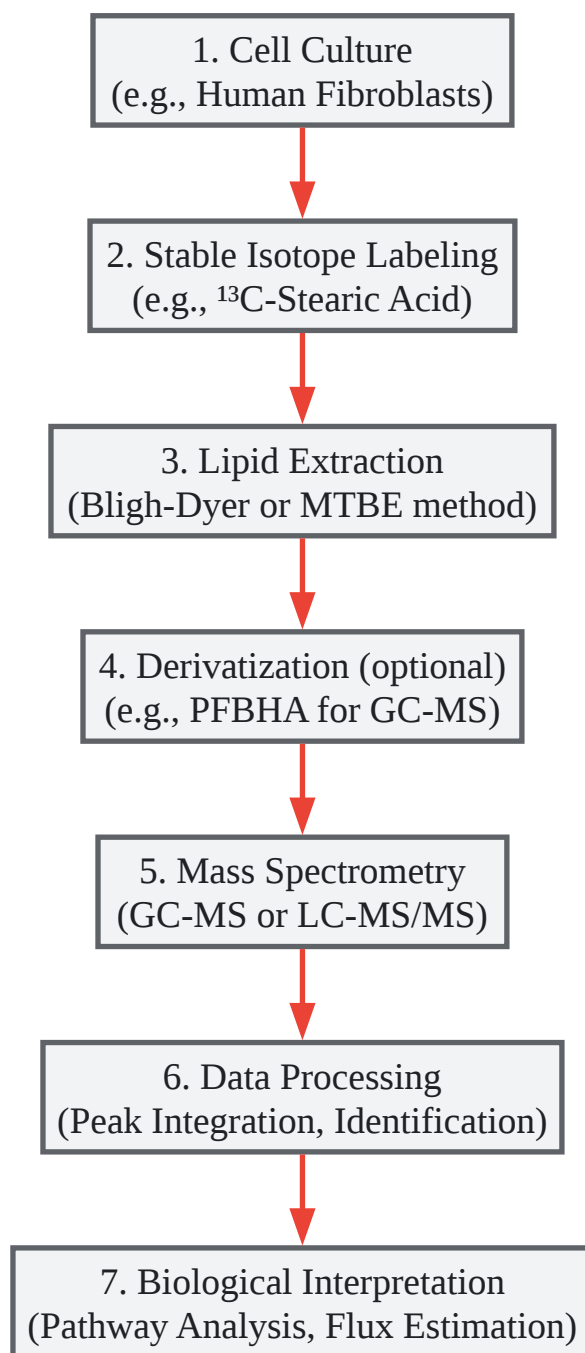 1. Cell Culture
(e.g., Human Fibroblasts)
2. Stable Isotope Labeling
(e.g., ¹³C-Stearic Acid)
3. Lipid Extraction
(Bligh-Dyer or MTBE method)
4. Derivatization (optional)
(e.g., PFBHA for GC-MS)
5. Mass Spectrometry
(GC-MS or LC-MS/MS)
6. Data Processing
(Peak Integration, Identification)
7. Biological Interpretation
(Pathway Analysis, Flux Estimation)